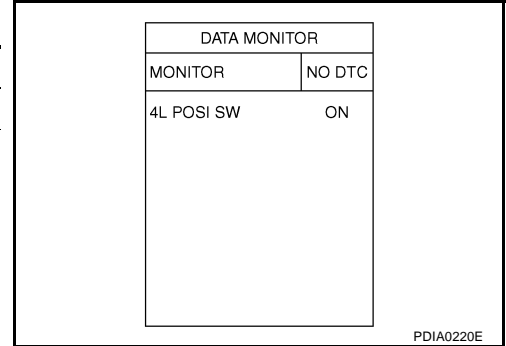 DATA MONITOR
MONITOR NO DTC
4L POSI SW ON
PDIA0220E